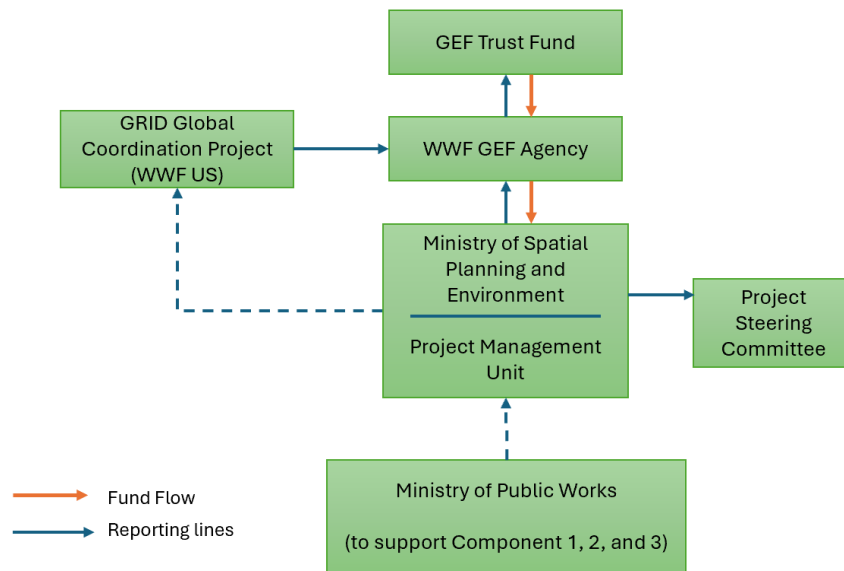 GEF Trust Fund
GRID Global
Coordination Project
(WWF US)
WWF GEF Agency
Ministry of Spatial
Planning and
Environment
Project Management
Unit
Project
Steering
Committee
Ministry of Public Works
(to support Component 1, 2, and 3)
Fund Flow
Reporting lines